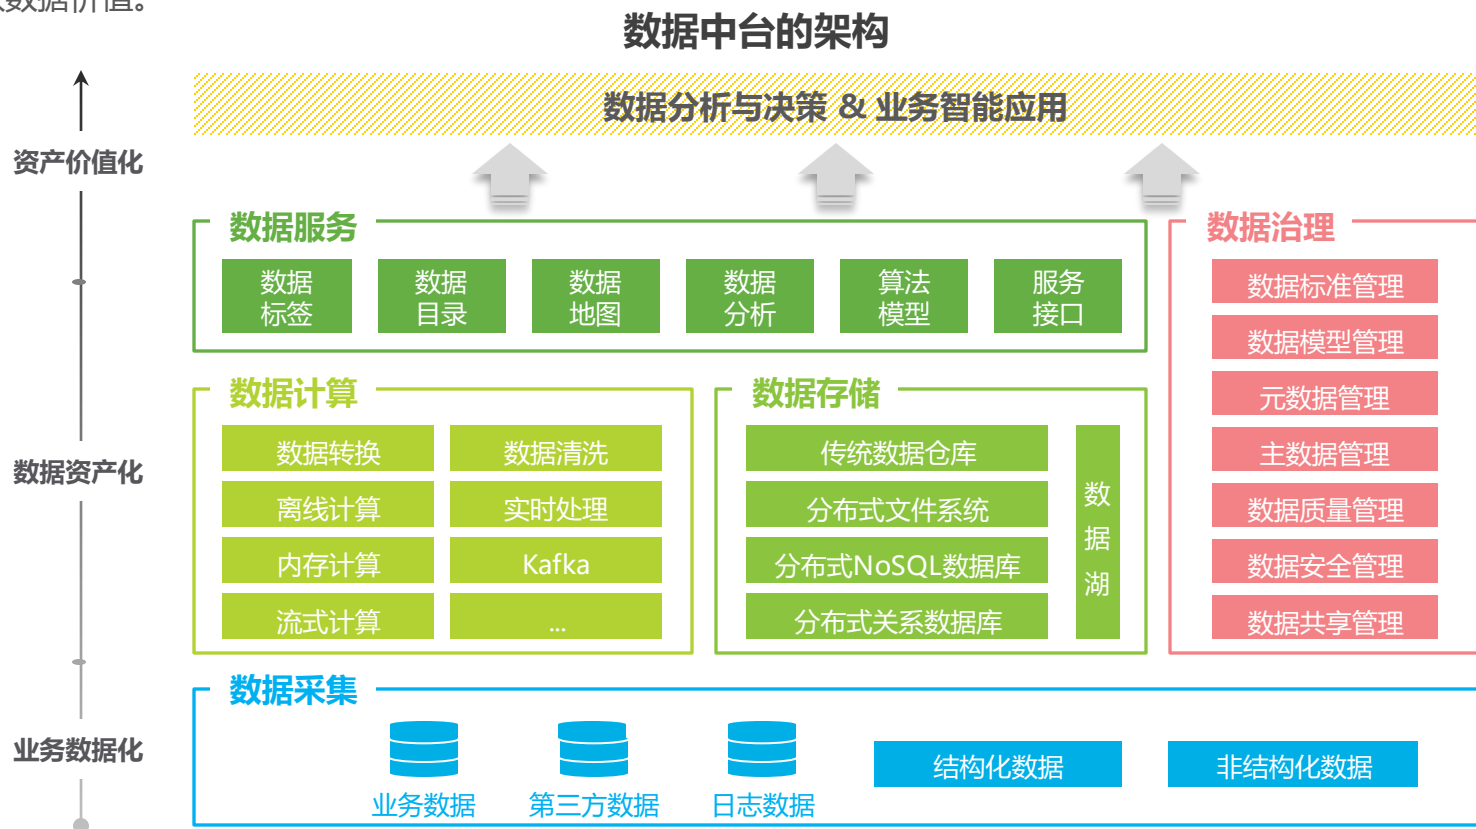 数据价值。
数据中台的架构
数据分析与决策 & 业务智能应用
资产价值化
数据资产化
业务数据化
数据服务
数据
标签
数据
目录
数据
地图
数据
分析
算法
模型
服务
接口
数据计算
数据转换
数据清洗
离线计算
实时处理
内存计算
Kafka
流式计算
...
数据存储
传统数据仓库
分布式文件系统
分布式NoSQL数据库
分布式关系数据库
数
据
湖
数据治理
数据标准管理
数据模型管理
元数据管理
主数据管理
数据质量管理
数据安全管理
数据共享管理
数据采集
业务数据
第三方数据
日志数据
结构化数据
非结构化数据